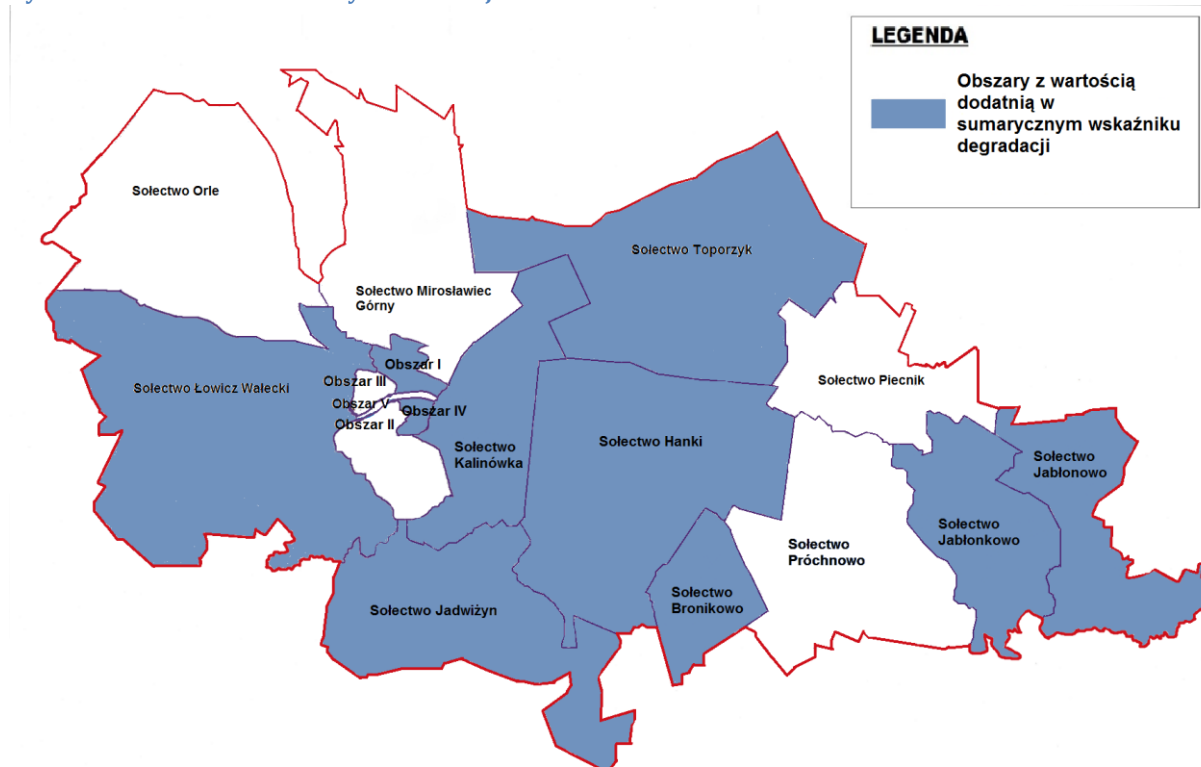 LEGENDA
Obszary z wartością
dodatnią w
sumarycznym wskaźniku
degradacji
Sołectwo Orle
Sołectwo Toporzyk
Sołectwo Mirosławiec
Górny
Obszar I
Sołectwo Piecnik
Obszar III
Sołectwo Łowicz Wałecki
Obszar V
Obszar IV
Obszar II
Sołectwo
Kalinówka
Sołectwo Hanki
Sołectwo
Jabłonowo
Sołectwo
Jabłonkowo
Sołectwo
Próchnowo
Sołectwo
Bronikowo
Sołectwo Jadwiżyn